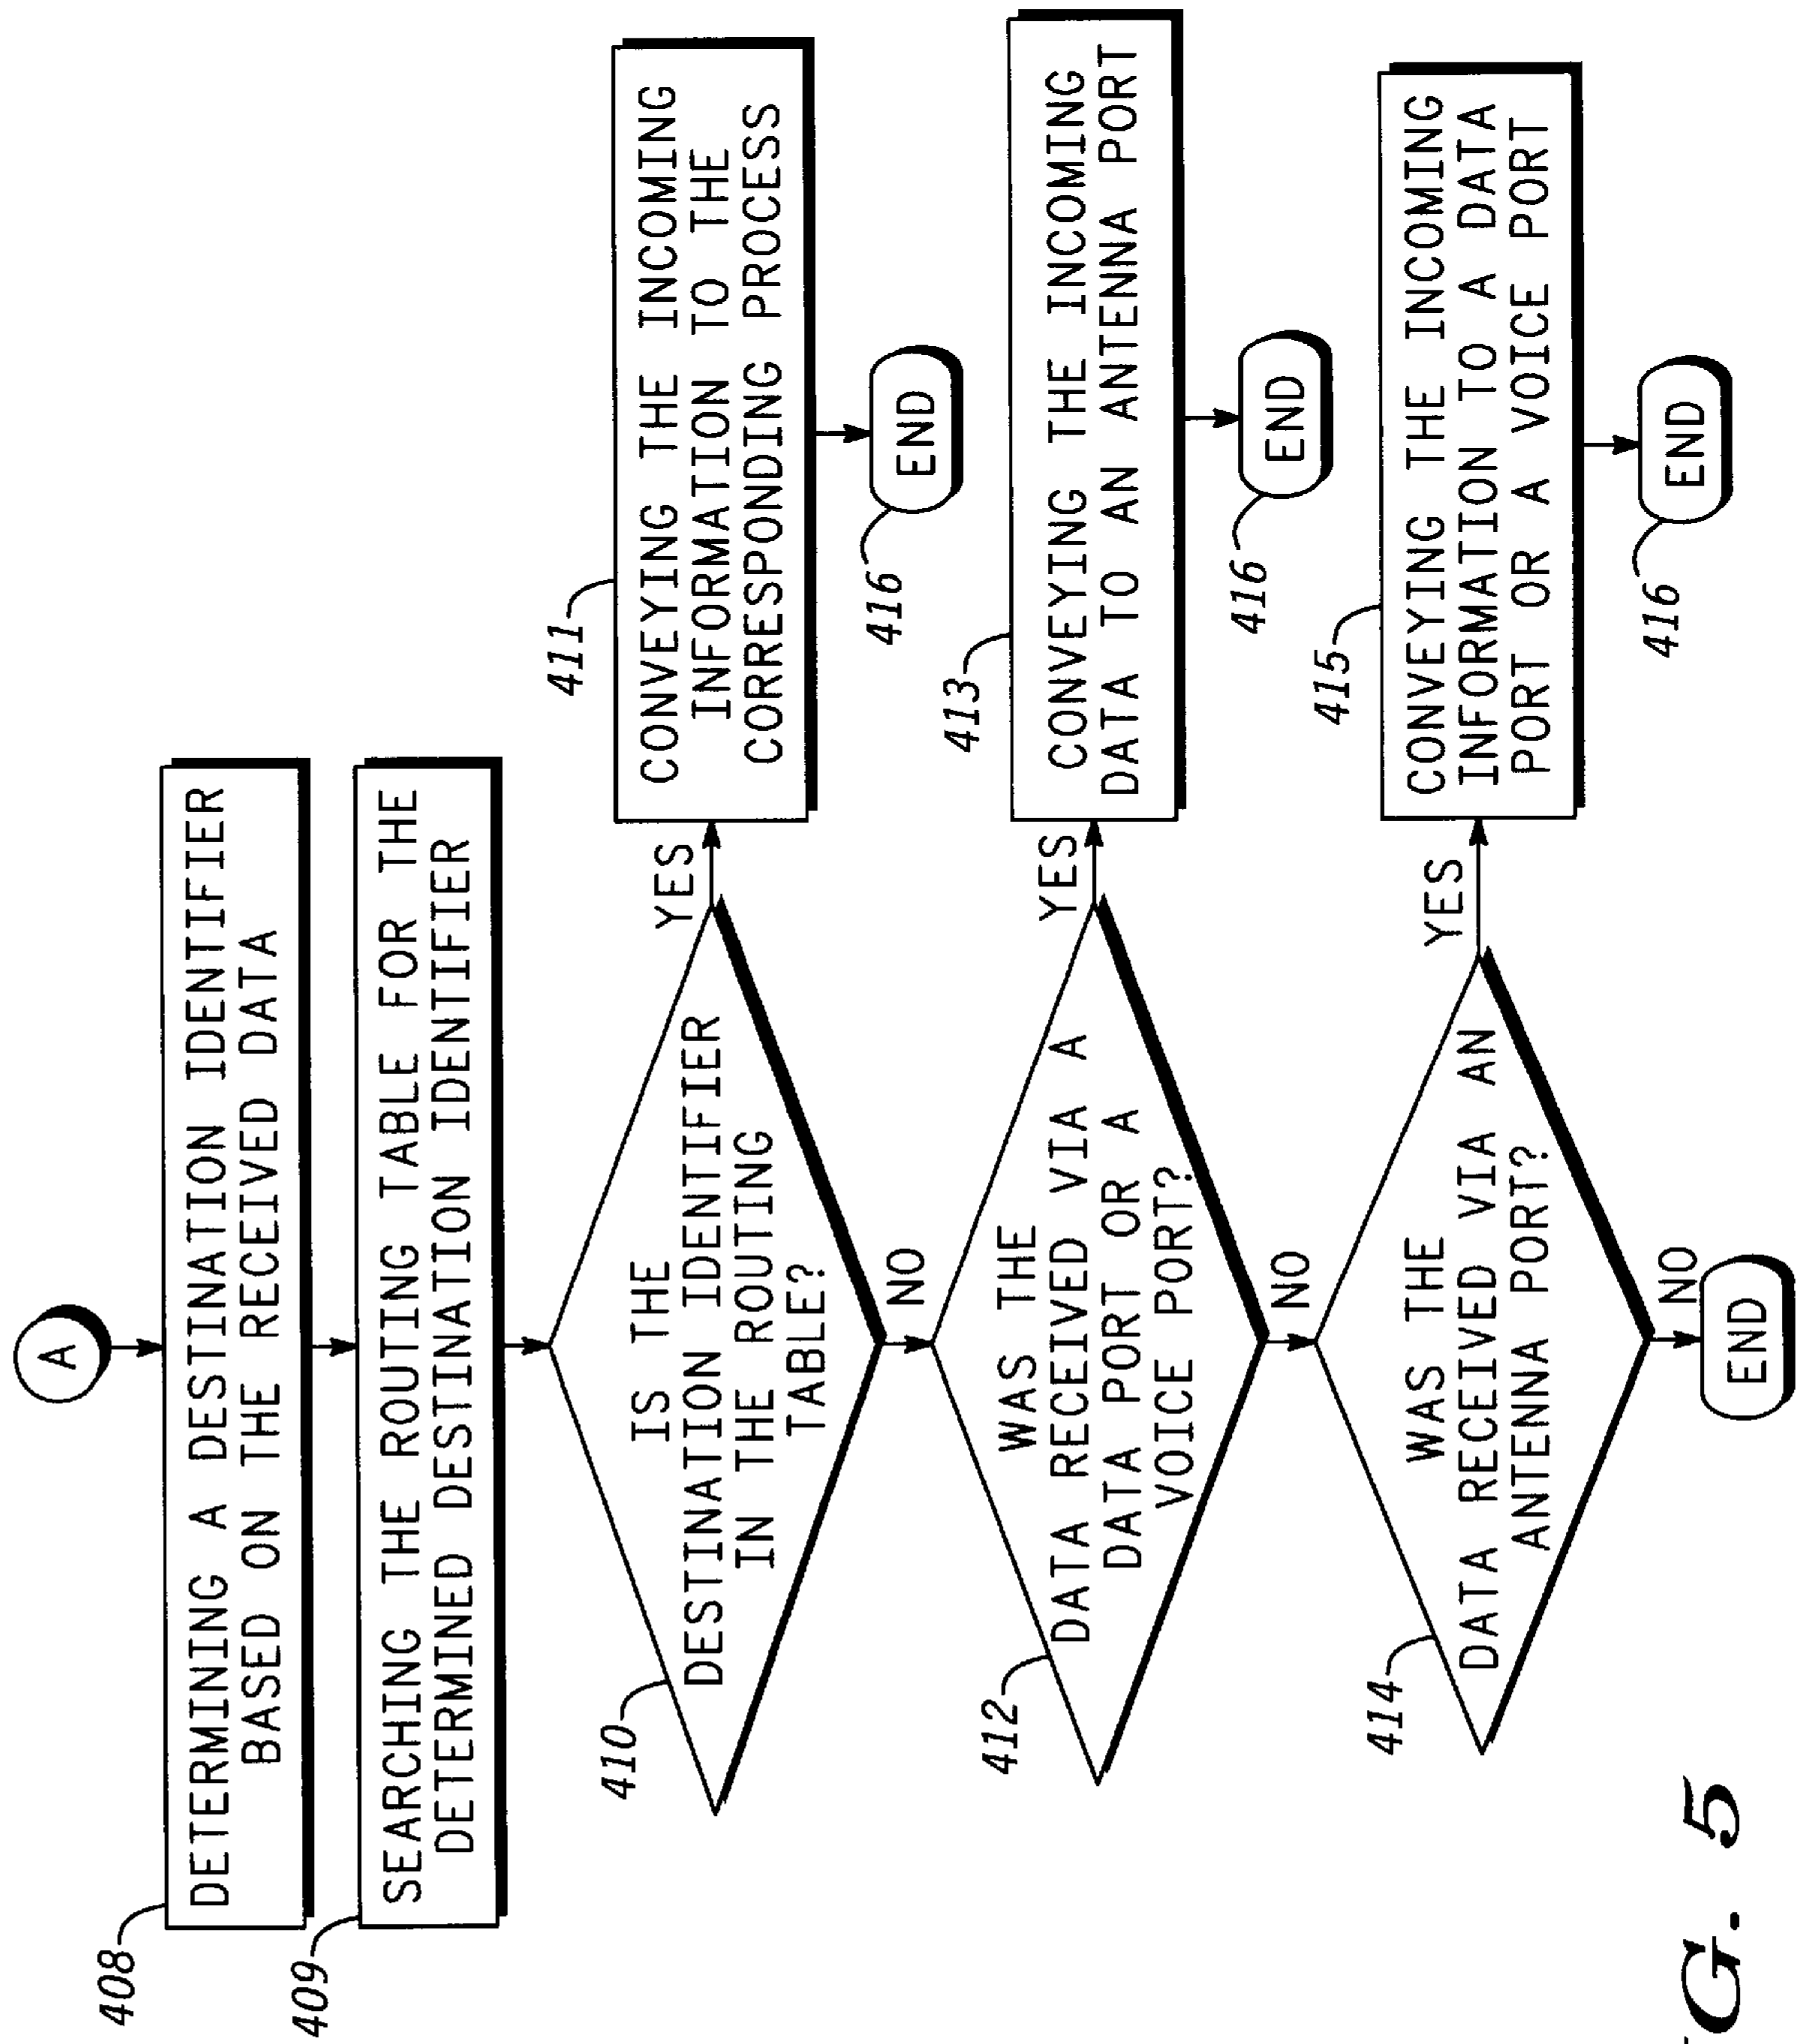 A
408
DETERMINING A DESTINATION IDENTIFIER
BASED ON THE RECEIVED DATA
409
SEARCHING THE ROUTING TABLE FOR THE
DETERMINED DESTINATION IDENTIFIER
410
IS THE
DESTINATION IDENTIFIER
IN THE ROUTING
TABLE?
YES
411
CONVEYING THE INCOMING
INFORMATION TO THE
CORRESPONDING PROCESS
416
END
NO
412
WAS THE
DATA RECEIVED VIA A
DATA PORT OR A
VOICE PORT?
YES
413
CONVEYING THE INCOMING
DATA TO AN ANTENNA PORT
416
END
NO
414
WAS THE
DATA RECEIVED VIA AN
ANTENNA PORT?
YES
415
CONVEYING THE INCOMING
INFORMATION TO A DATA
PORT OR A VOICE PORT
416
END
NO
END
G. 5